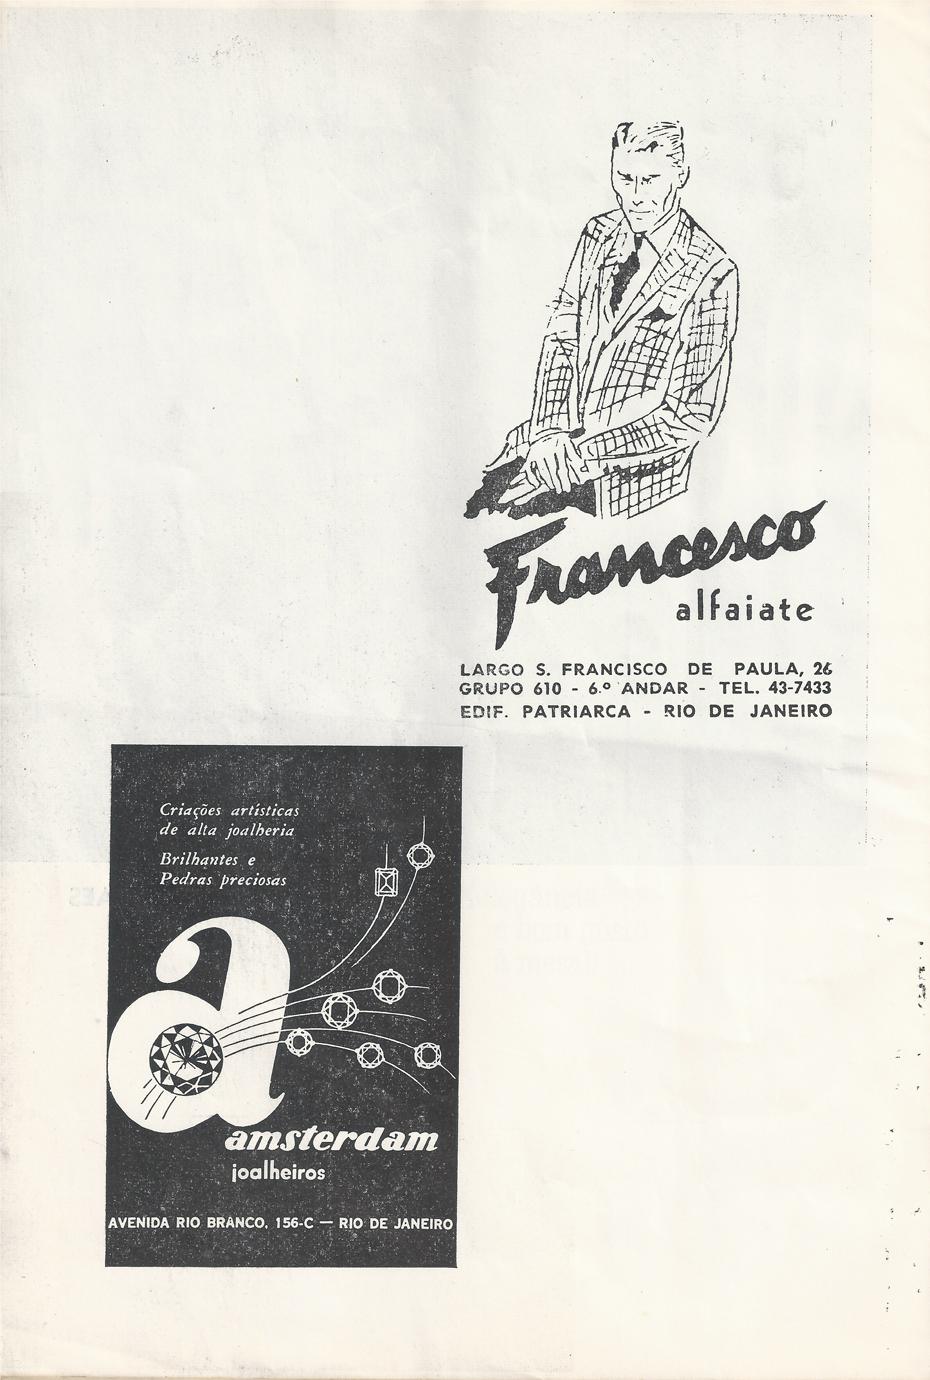 Francesco
alfaiate
LARGO S. FRANCISCO DE PAULA, 26
GRUPO 610 - 6.º ANDAR - TEL. 43-7433
EDIF. PATRIARCA - RIO DE JANEIRO
Criações artísticas
de alta joalheria
Brilhantes e
Pedras preciosas
a
amsterdam
joalheiros
AVENIDA RIO BRANCO, 156-C — RIO DE JANEIRO